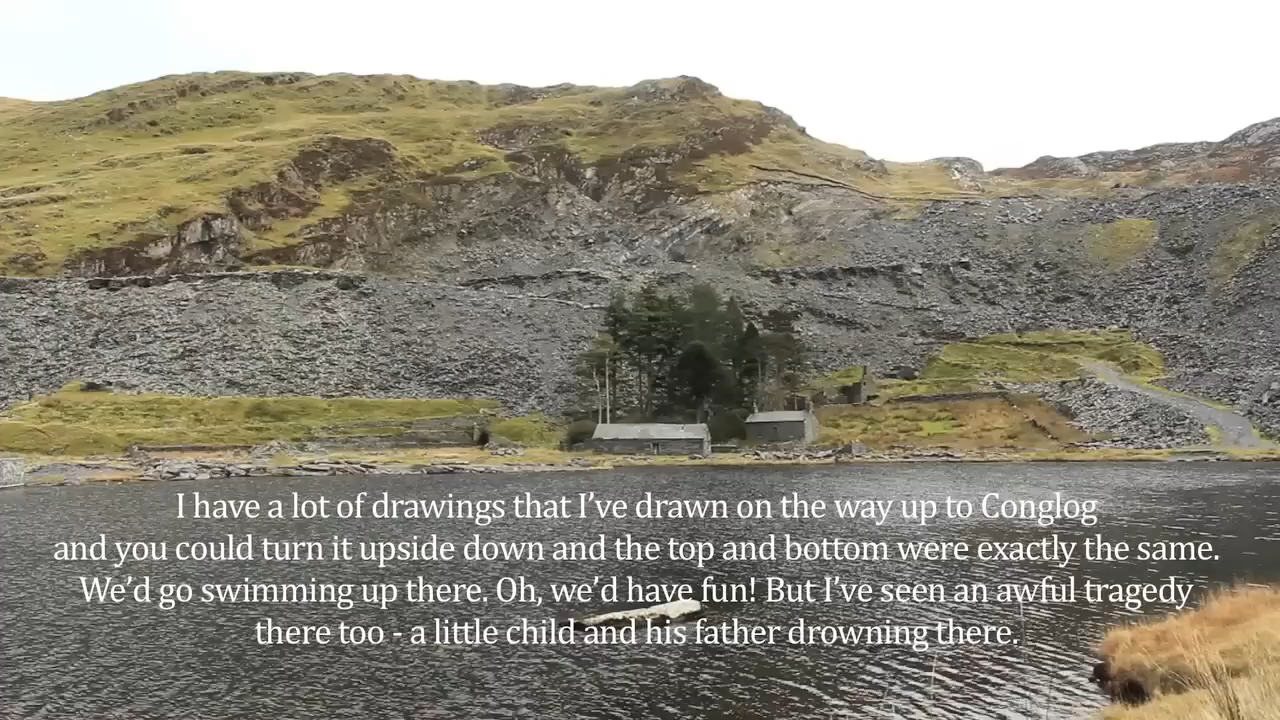 I have a lot of drawings that I’ve drawn on the way up to Conglog
and you could turn it upside down and the top and bottom were exactly the same.
We’d go swimming up there. Oh, we’d have fun! But I’ve seen an awful tragedy
there too - a little child and his father drowning there.